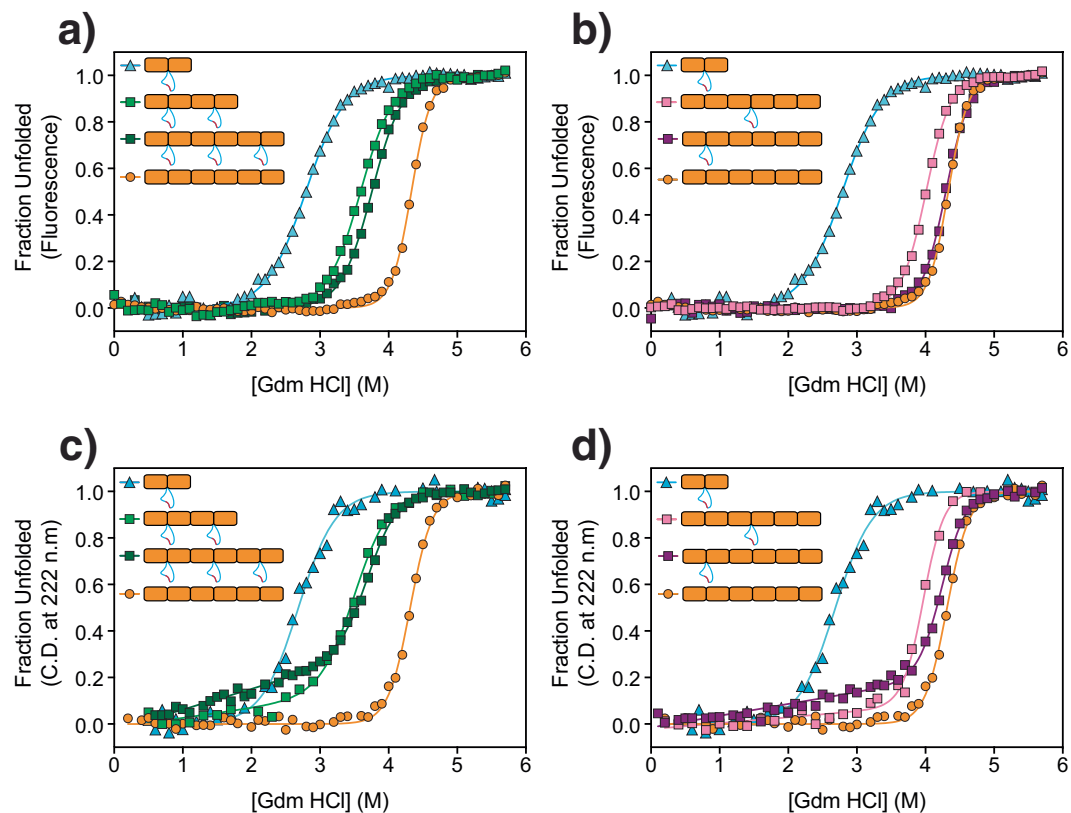 a)
1.0
0.8
0.6
0.4
0.2
0.0
Fraction Unfolded
(Fluorescence)
0 1 2 3 4 5 6
[Gdm HCl] (M)
b)
1.0
0.8
0.6
0.4
0.2
0.0
Fraction Unfolded
(Fluorescence)
0 1 2 3 4 5 6
[Gdm HCl] (M)
c)
1.0
0.8
0.6
0.4
0.2
0.0
Fraction Unfolded
(C.D. at 222 n.m)
0 1 2 3 4 5 6
[Gdm HCl] (M)
d)
1.0
0.8
0.6
0.4
0.2
0.0
Fraction Unfolded
(C.D. at 222 n.m)
0 1 2 3 4 5 6
[Gdm HCl] (M)